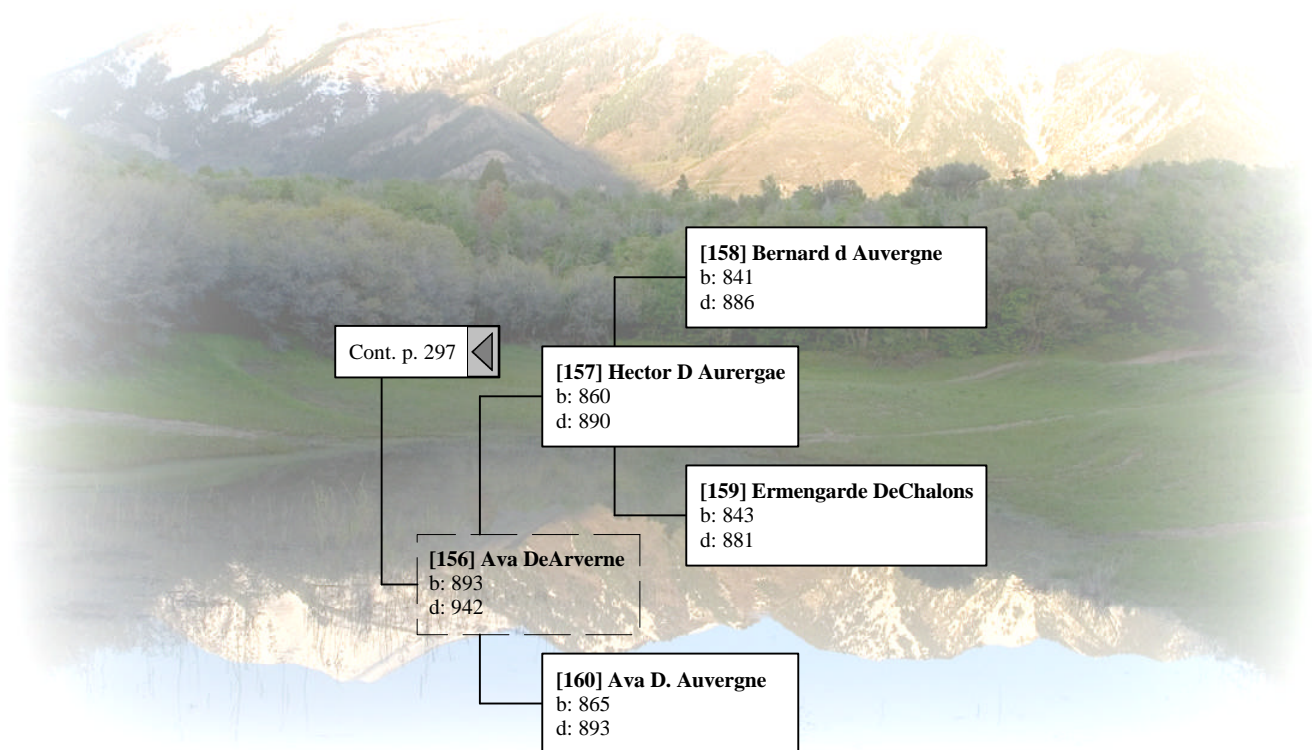 [158] Bernard d Auvergne
b: 841
d: 886
Cont. p. 297
[157] Hector D Aurergae
b: 860
d: 890
[159] Ermengarde DeChalons
b: 843
d: 881
[156] Ava DeArverne
b: 893
d: 942
[160] Ava D. Auvergne
b: 865
d: 893